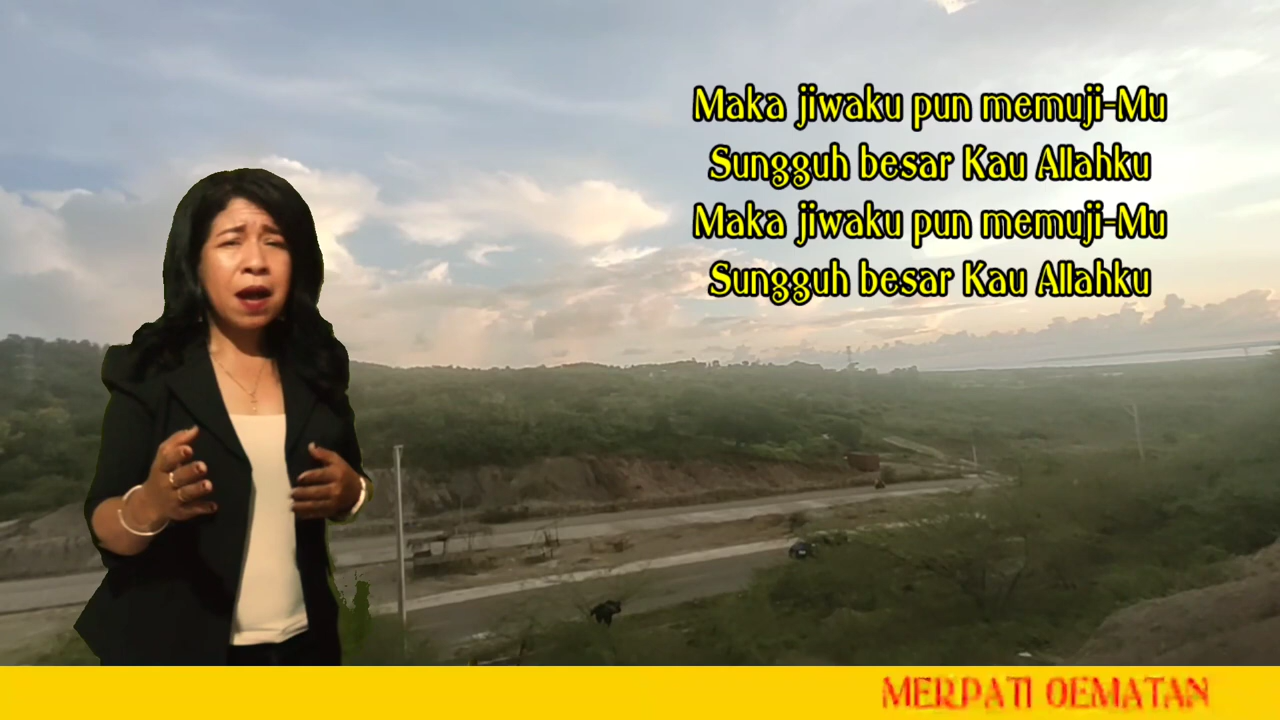 Maka jiwaku pun memuji-Mu
Sungguh besar Kau Allahku
Maka jiwaku pun memuji-Mu
Sungguh besar Kau Allahku
MERPATI OEMATAN